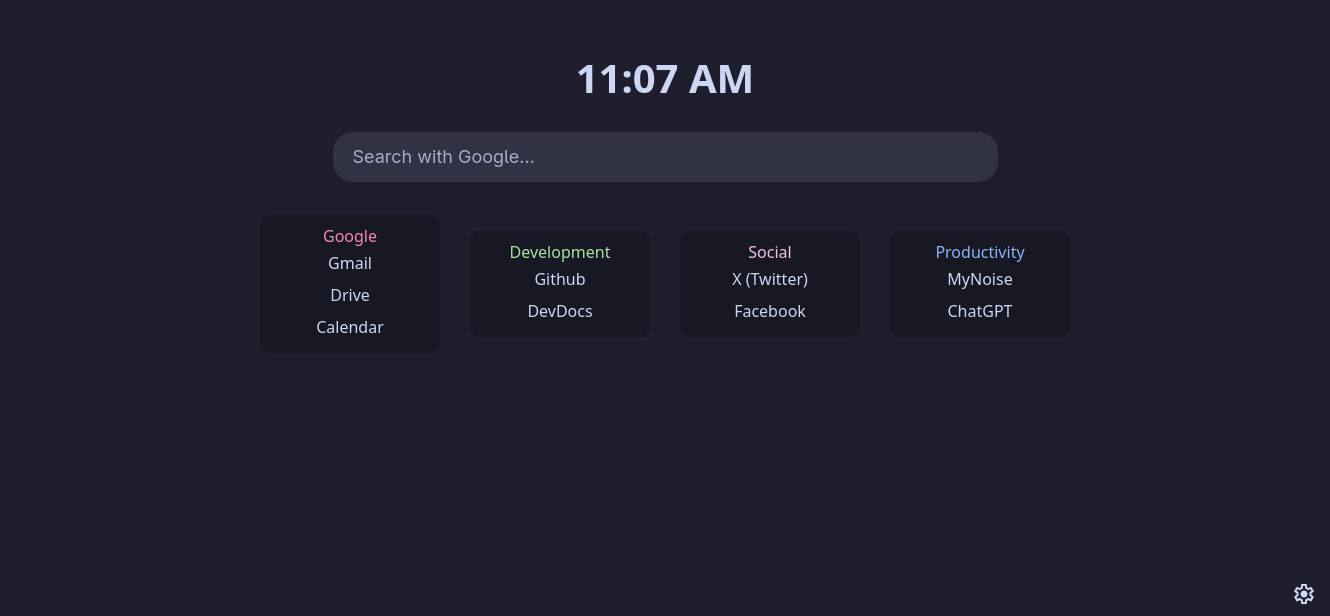 11:07 AM
Search with Google...
Google
Gmail
Drive
Calendar
Development
Github
DevDocs
Social
X (Twitter)
Facebook
Productivity
MyNoise
ChatGPT